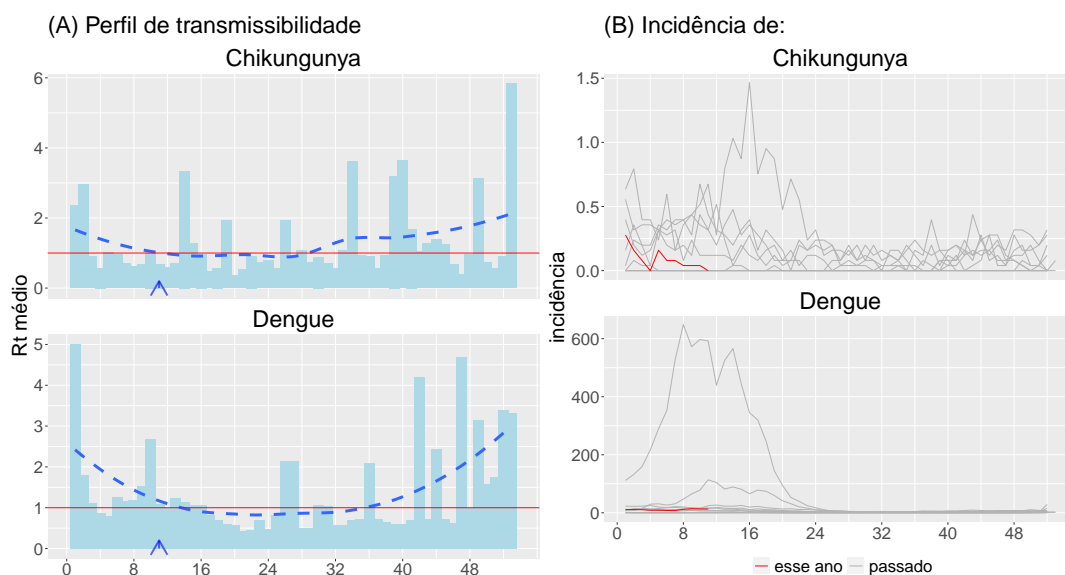 (A) Perfil de transmissibilidade
Chikungunya
6
4
2
0
Dengue
5
4
3
2
1
0
Rt médio
0 8 16 24 32 40 48
(B) Incidência de:
Chikungunya
1.5
1.0
0.5
0.0
Dengue
600
400
200
0
incidência
0 8 16 24 32 40 48
esse ano passado